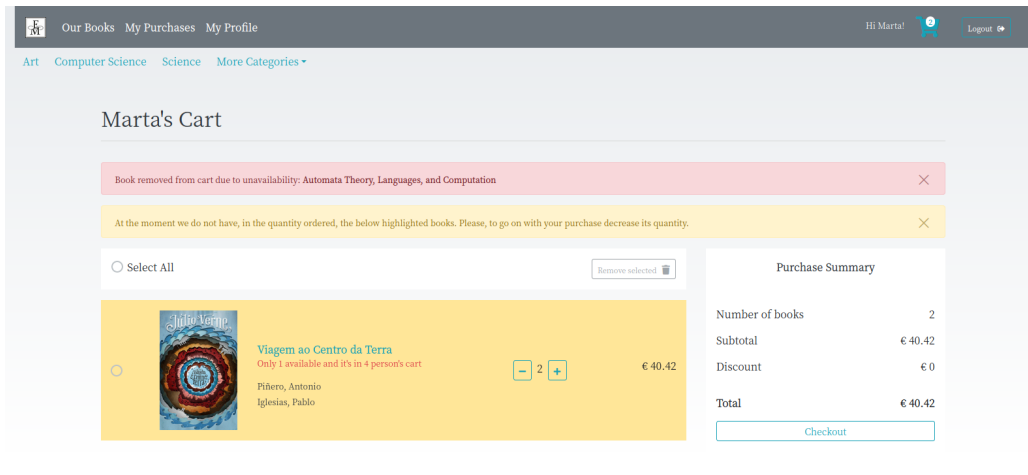 E
M
Our Books My Purchases My Profile
Hi Marta!
2
Logout
Art Computer Science Science More Categories
Marta's Cart
Book removed from cart due to unavailability: Automata Theory, Languages, and Computation
At the moment we do not have, in the quantity ordered, the below highlighted books. Please, to go on with your purchase decrease its quantity.
Select All
Remove selected
Julio Verne,
Viagem ao Centro da Terra
Only 1 available and it's in 4 person's cart
Piñero, Antonio
Iglesias, Pablo
− 2 +
€ 40.42
Purchase Summary
Number of books 2
Subtotal € 40.42
Discount € 0
Total € 40.42
Checkout